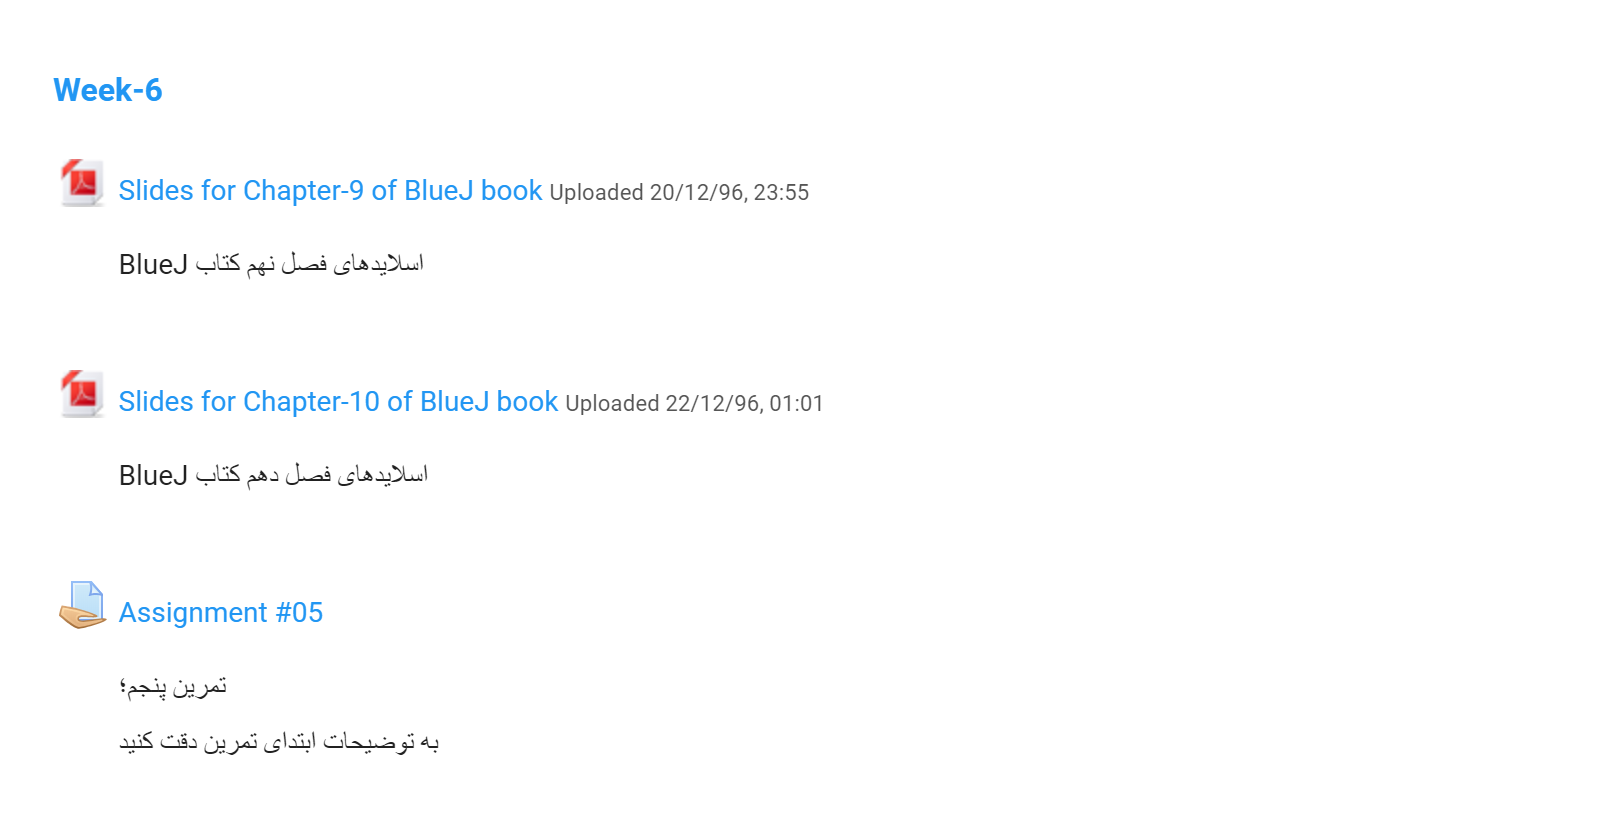 Week-6
Slides for Chapter-9 of BlueJ book Uploaded 20/12/96, 23:55
اسلایدهای فصل نهم کتاب BlueJ
Slides for Chapter-10 of BlueJ book Uploaded 22/12/96, 01:01
اسلایدهای فصل دهم کتاب BlueJ
Assignment #05
تمرین پنجم؛
به توضیحات ابتدای تمرین دقت کنید